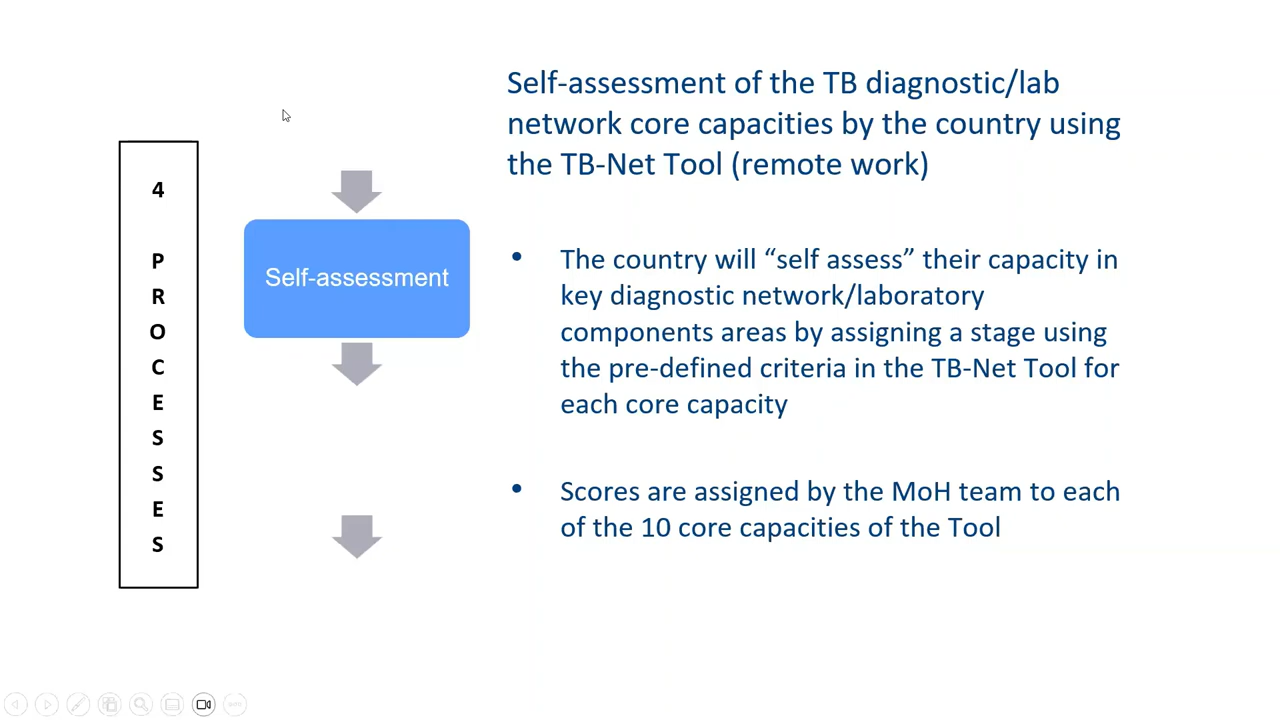 4
P
R
O
C
E
S
S
E
S
Self-assessment
Self-assessment of the TB diagnostic/lab
network core capacities by the country using
the TB-Net Tool (remote work)
• The country will “self assess” their capacity in
key diagnostic network/laboratory
components areas by assigning a stage using
the pre-defined criteria in the TB-Net Tool for
each core capacity
• Scores are assigned by the MoH team to each
of the 10 core capacities of the Tool